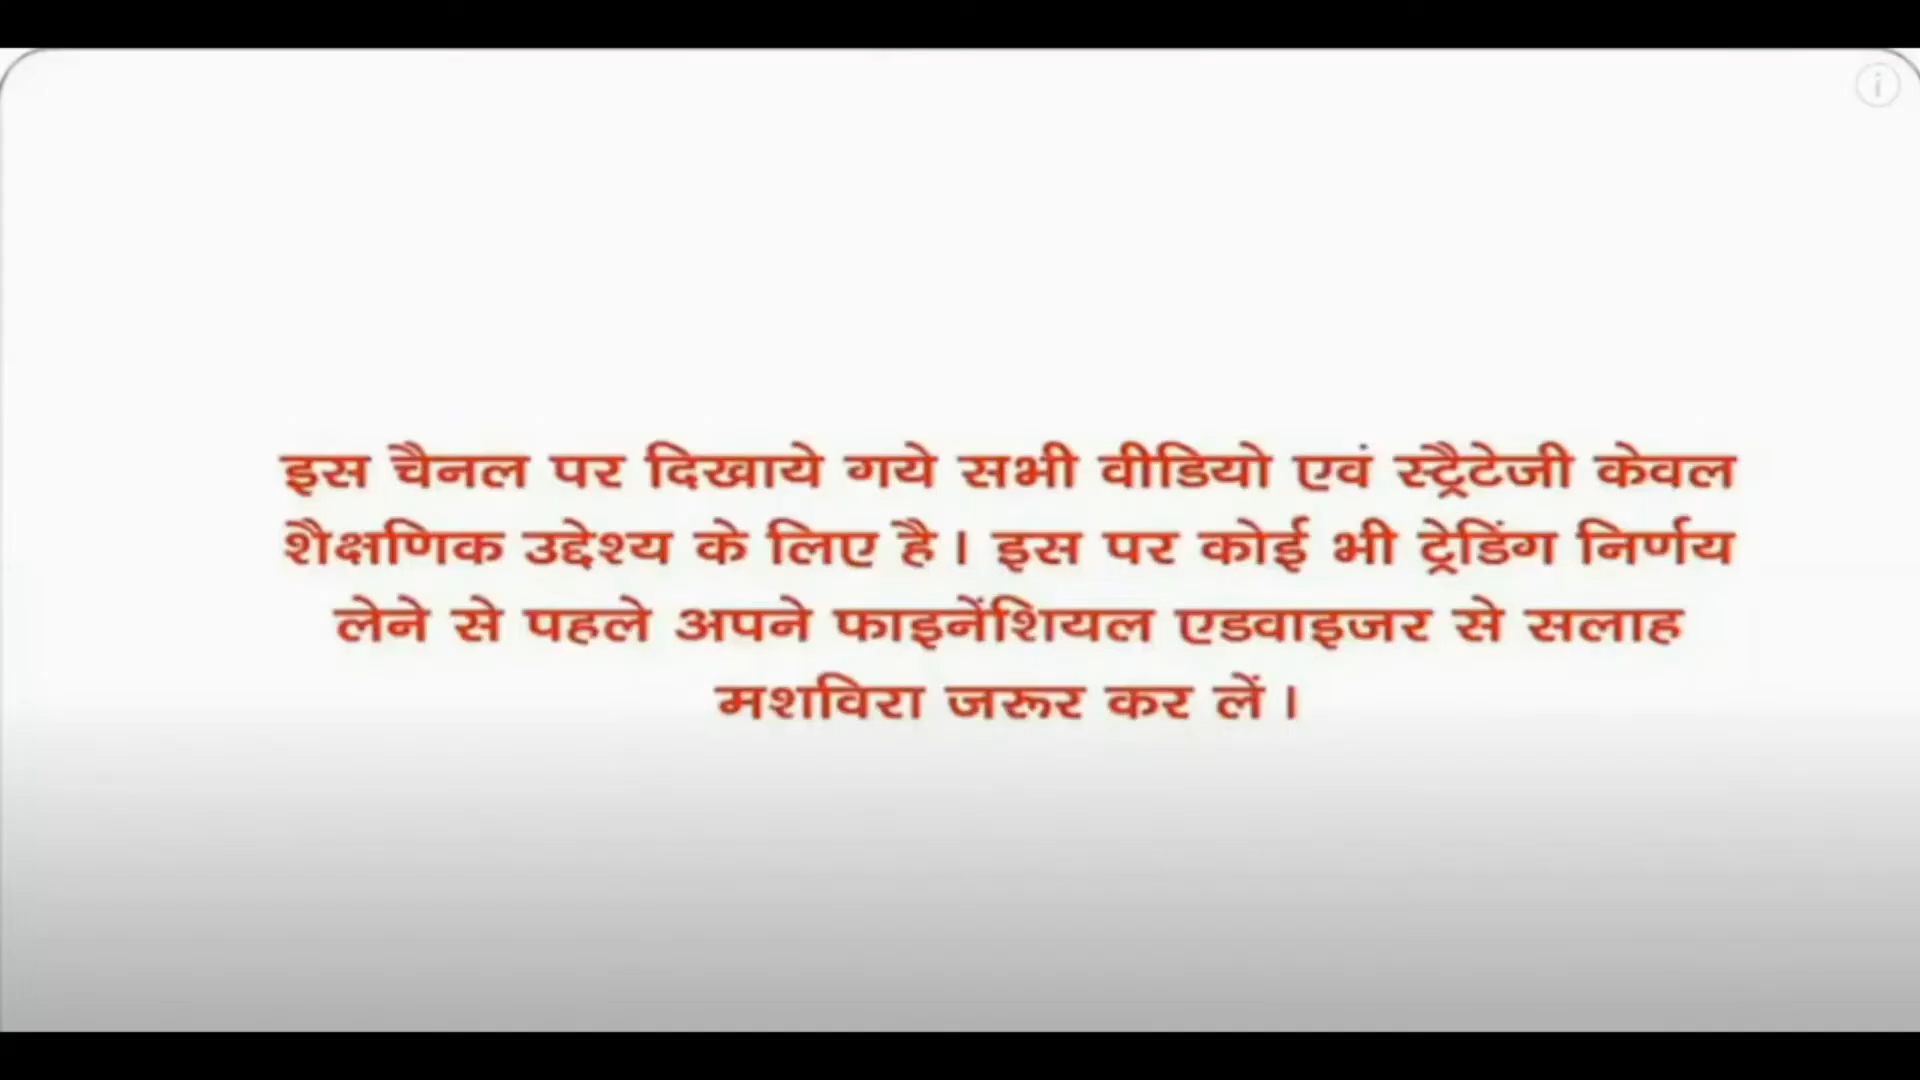 इस चैनल पर दिखाये गये सभी वीडियो एवं स्ट्रैटेजी केवल
शैक्षणिक उद्देश्य के लिए है। इस पर कोई भी ट्रेडिंग निर्णय
लेने से पहले अपने फाइनेंशियल एडवाइजर से सलाह
मशविरा जरूर कर लें।